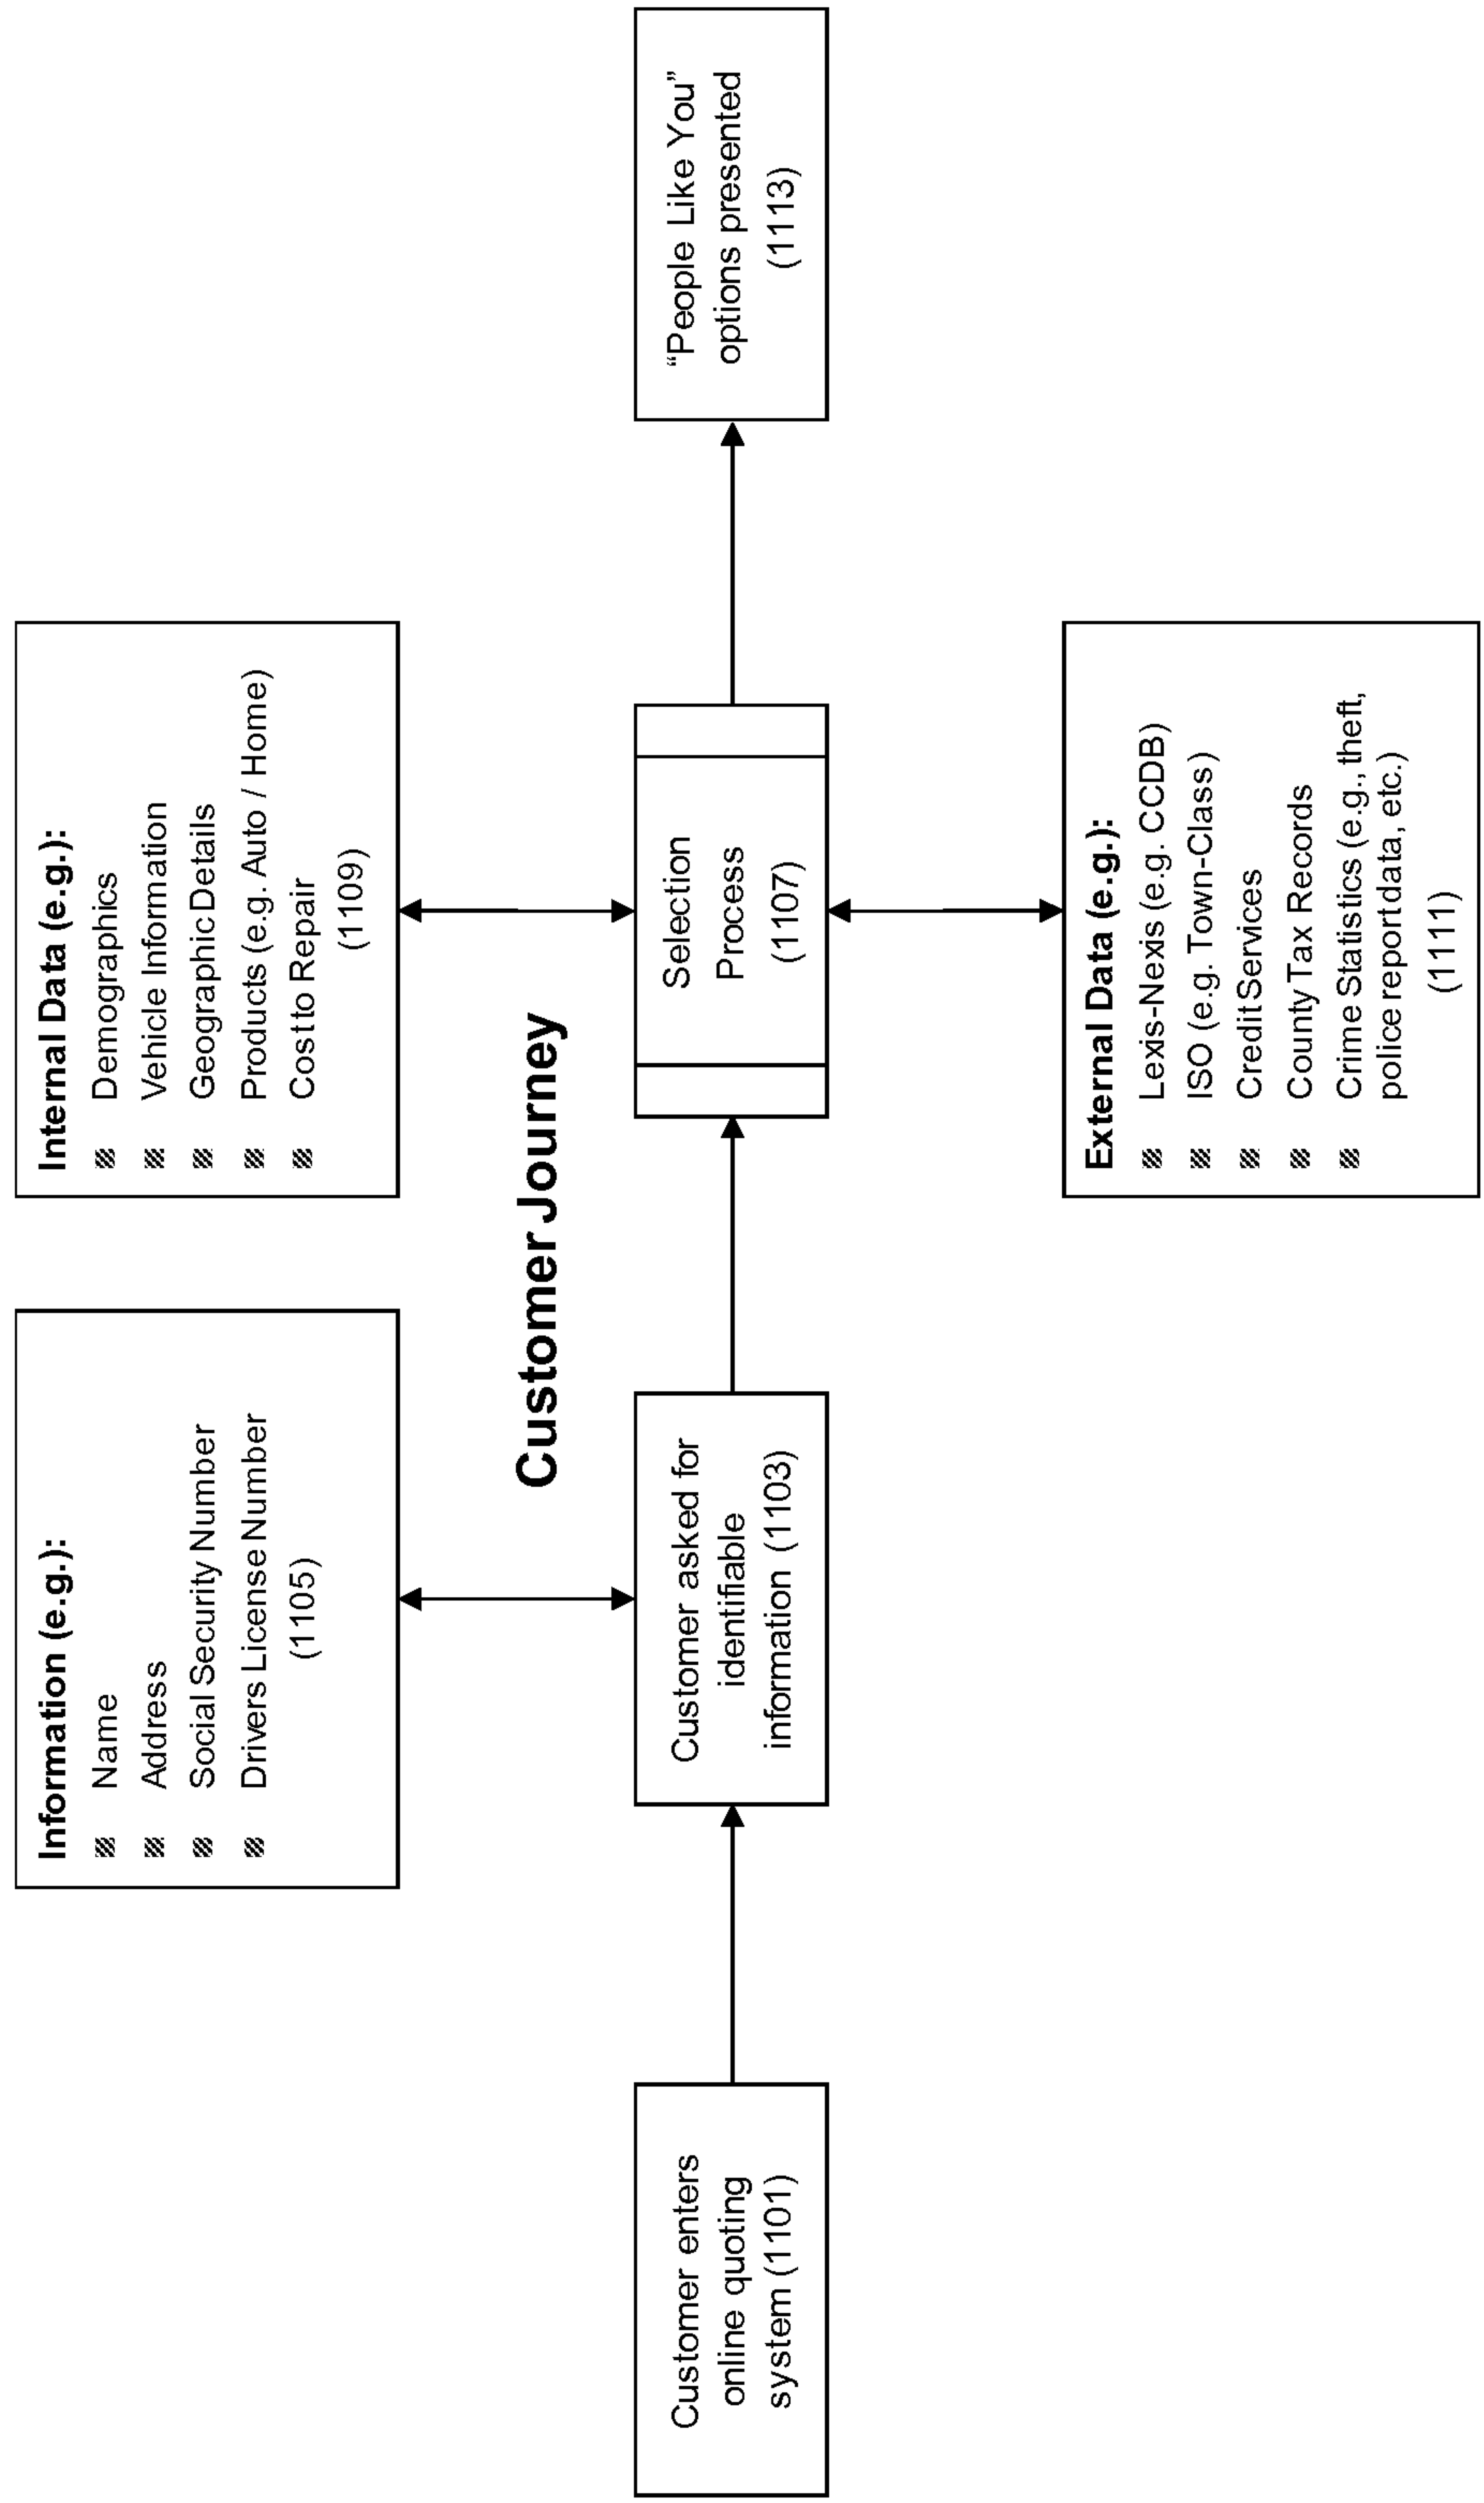 Customer Journey
Customer enters
online quoting
system (1101)
Information (e.g.):
Name
Address
Social Security Number
Drivers License Number
(1105)
Customer asked for
identifiable
information (1103)
Internal Data (e.g.):
Demographics
Vehicle Information
Geographic Details
Products (e.g. Auto / Home)
Cost to Repair
(1109)
Selection
Process
(1107)
External Data (e.g.):
Lexis-Nexis (e.g. CCDB)
ISO (e.g. Town-Class)
Credit Services
County Tax Records
Crime Statistics (e.g., theft,
police report data, etc.)
(1111)
“People Like You”
options presented
(1113)